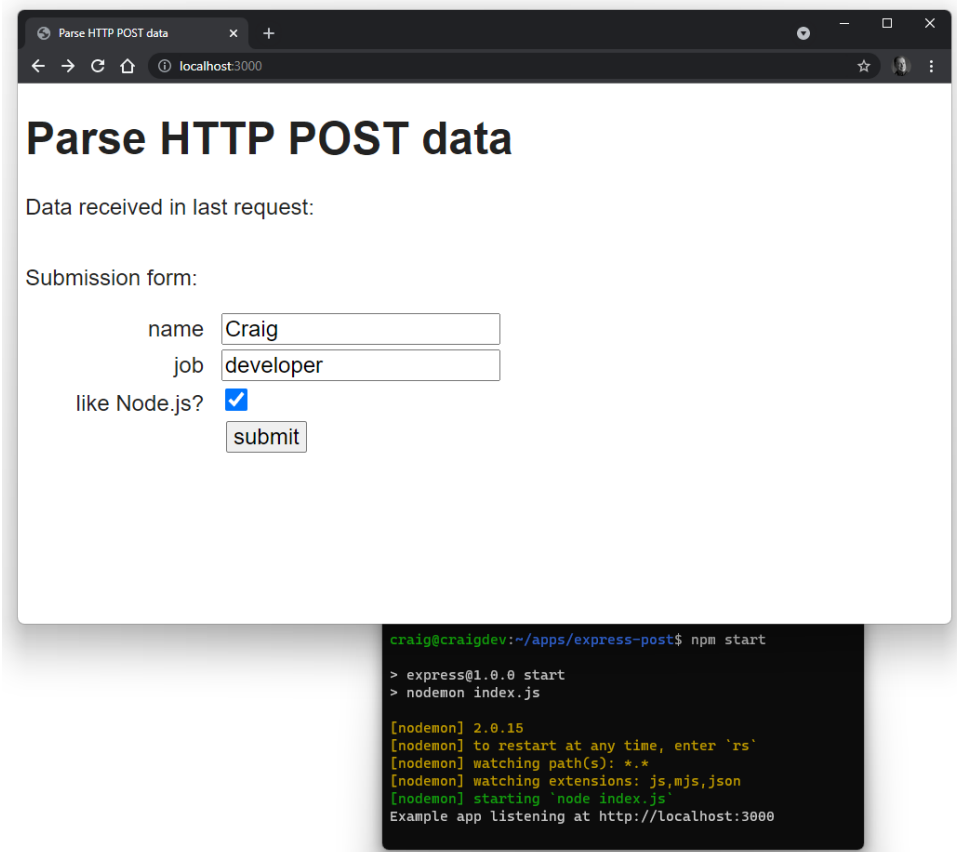 Parse HTTP POST data
localhost:3000
Parse HTTP POST data
Data received in last request:
Submission form:
name Craig
job developer
like Node.js?
submit
craig@craigdev:~/apps/express-post$ npm start
> express@1.0.0 start
> nodemon index.js
[nodemon] 2.0.15
[nodemon] to restart at any time, enter `rs`
[nodemon] watching path(s): *.*
[nodemon] watching extensions: js,mjs,json
[nodemon] starting `node index.js`
Example app listening at http://localhost:3000